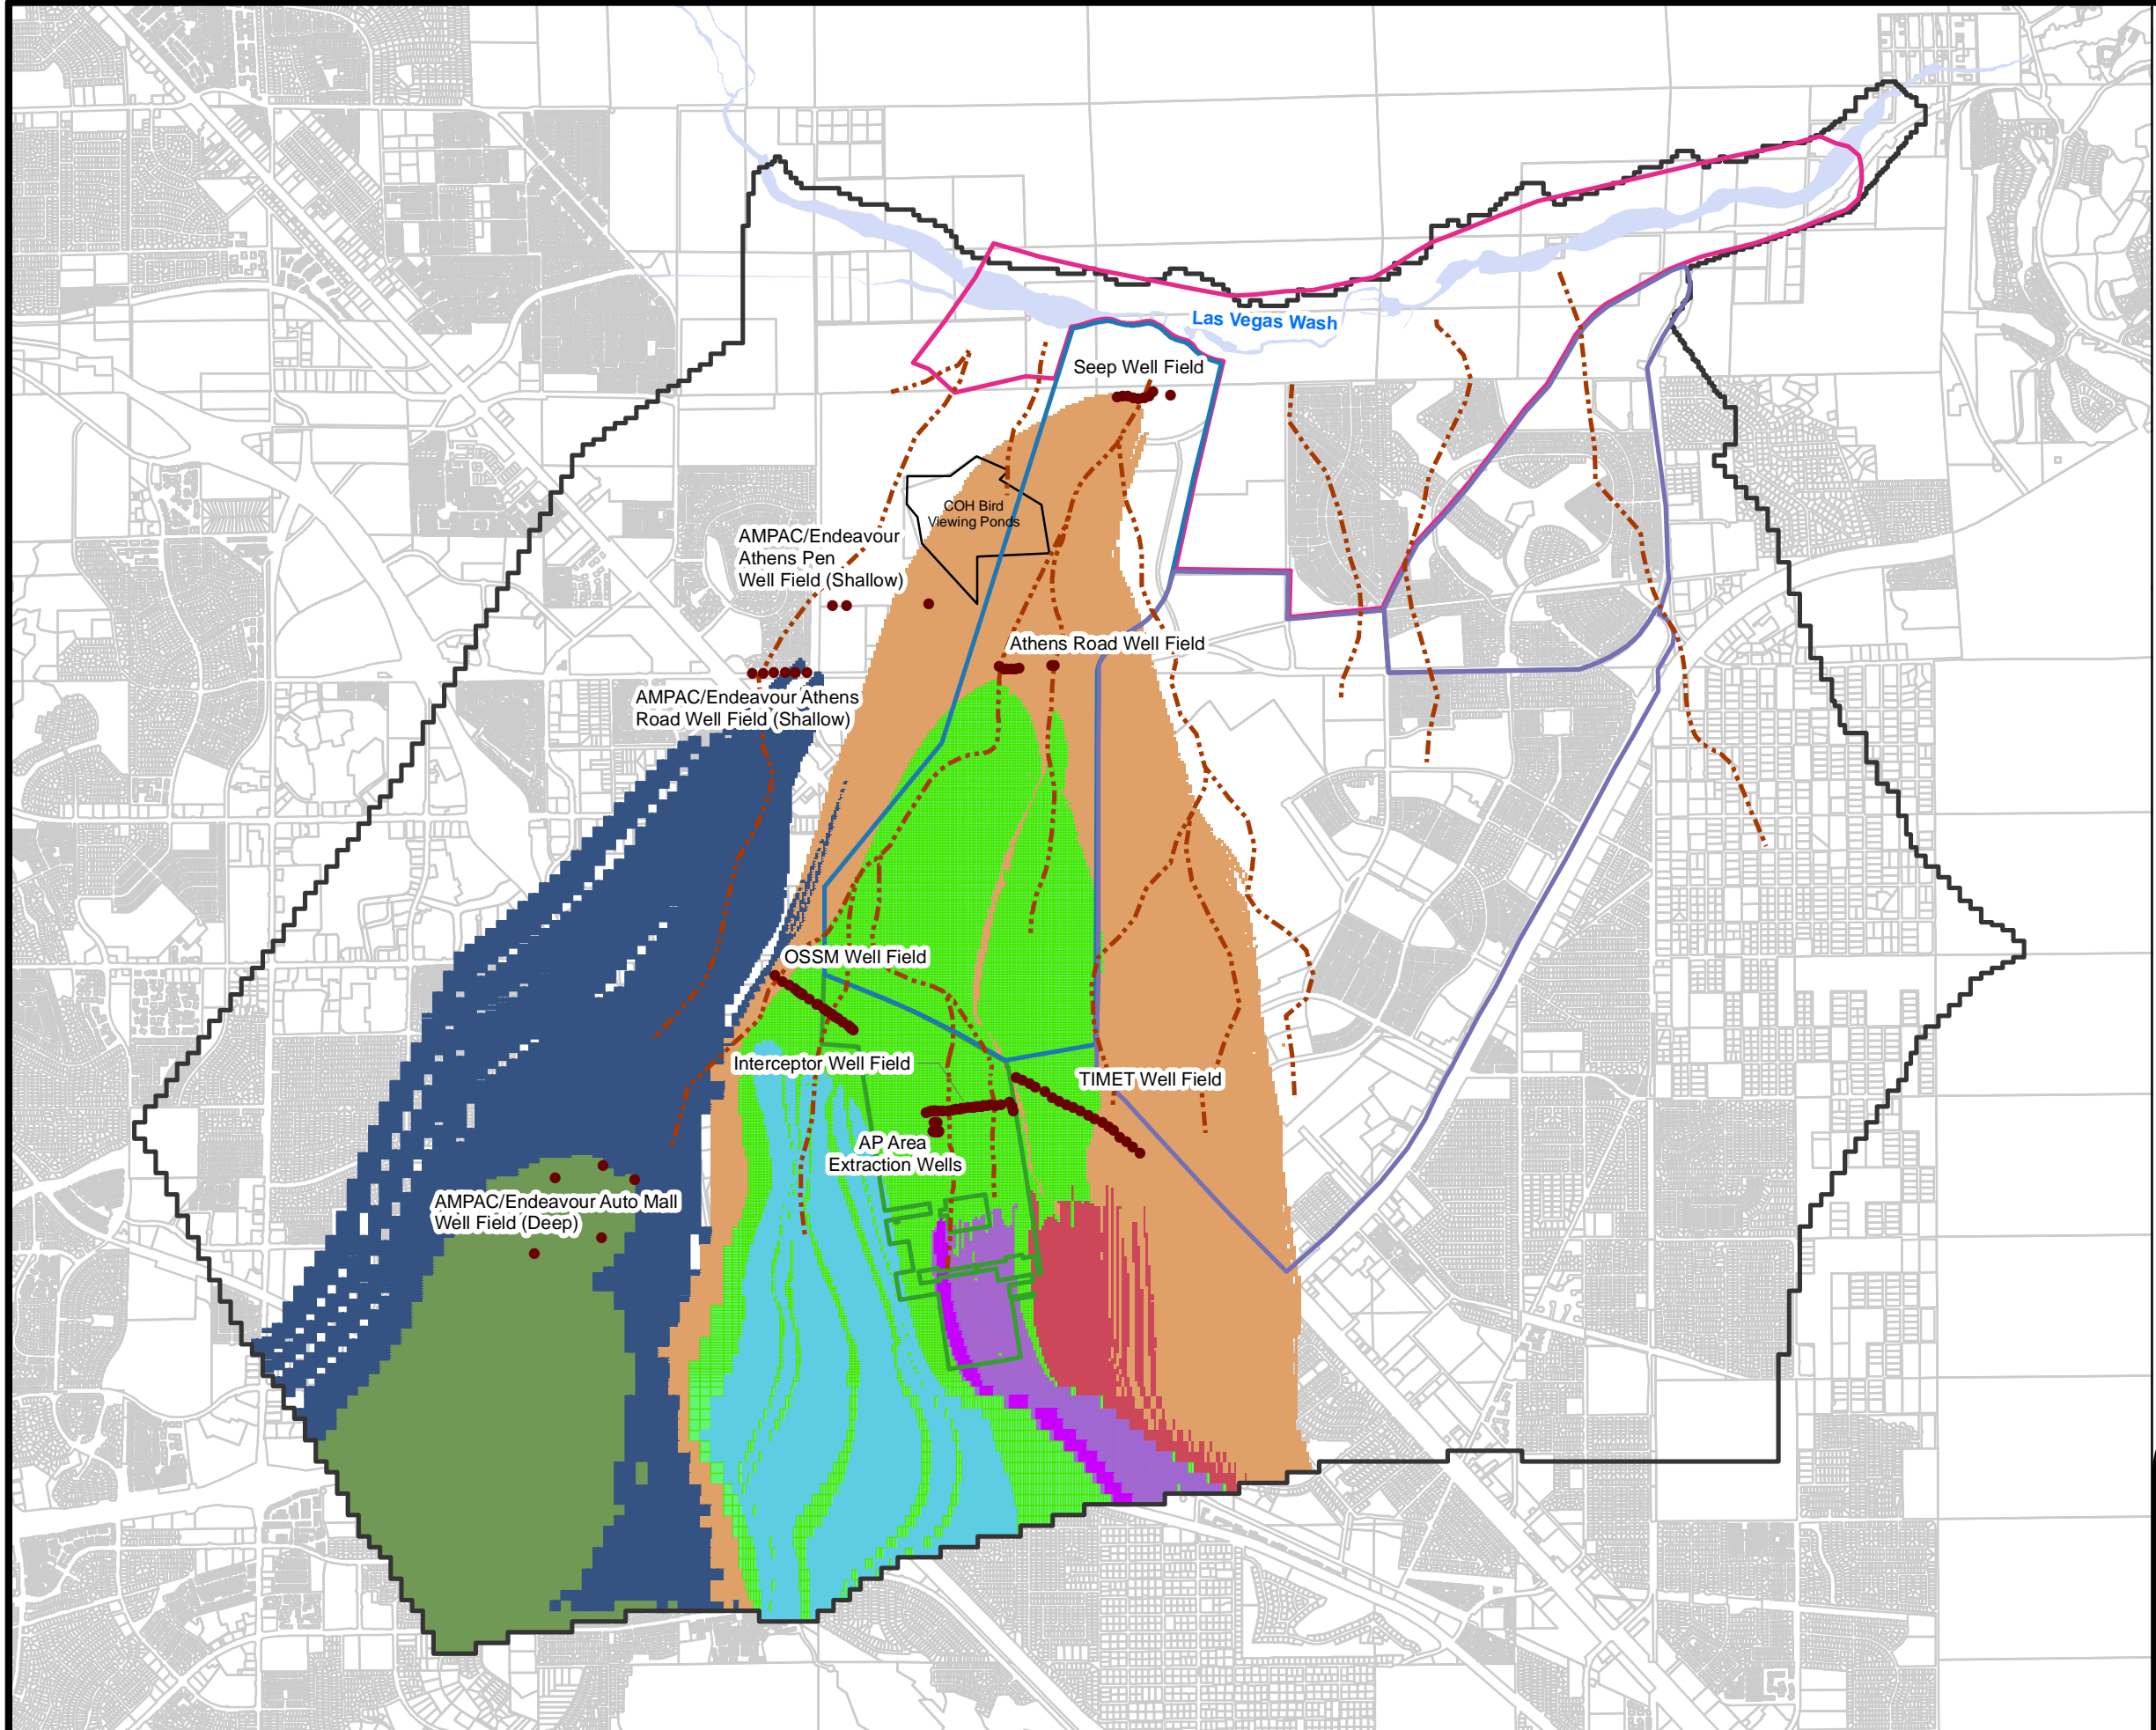 Las Vegas Wash
Seep Well Field
COH Bird
Viewing Ponds
AMPAC/Endeavour
Athens Pen
Well Field (Shallow)
Athens Road Well Field
AMPAC/Endeavour Athens
Road Well Field (Shallow)
OSSM Well Field
Interceptor Well Field
TIMET Well Field
AP Area
Extraction Wells
AMPAC/Endeavour Auto Mall
Well Field (Deep)